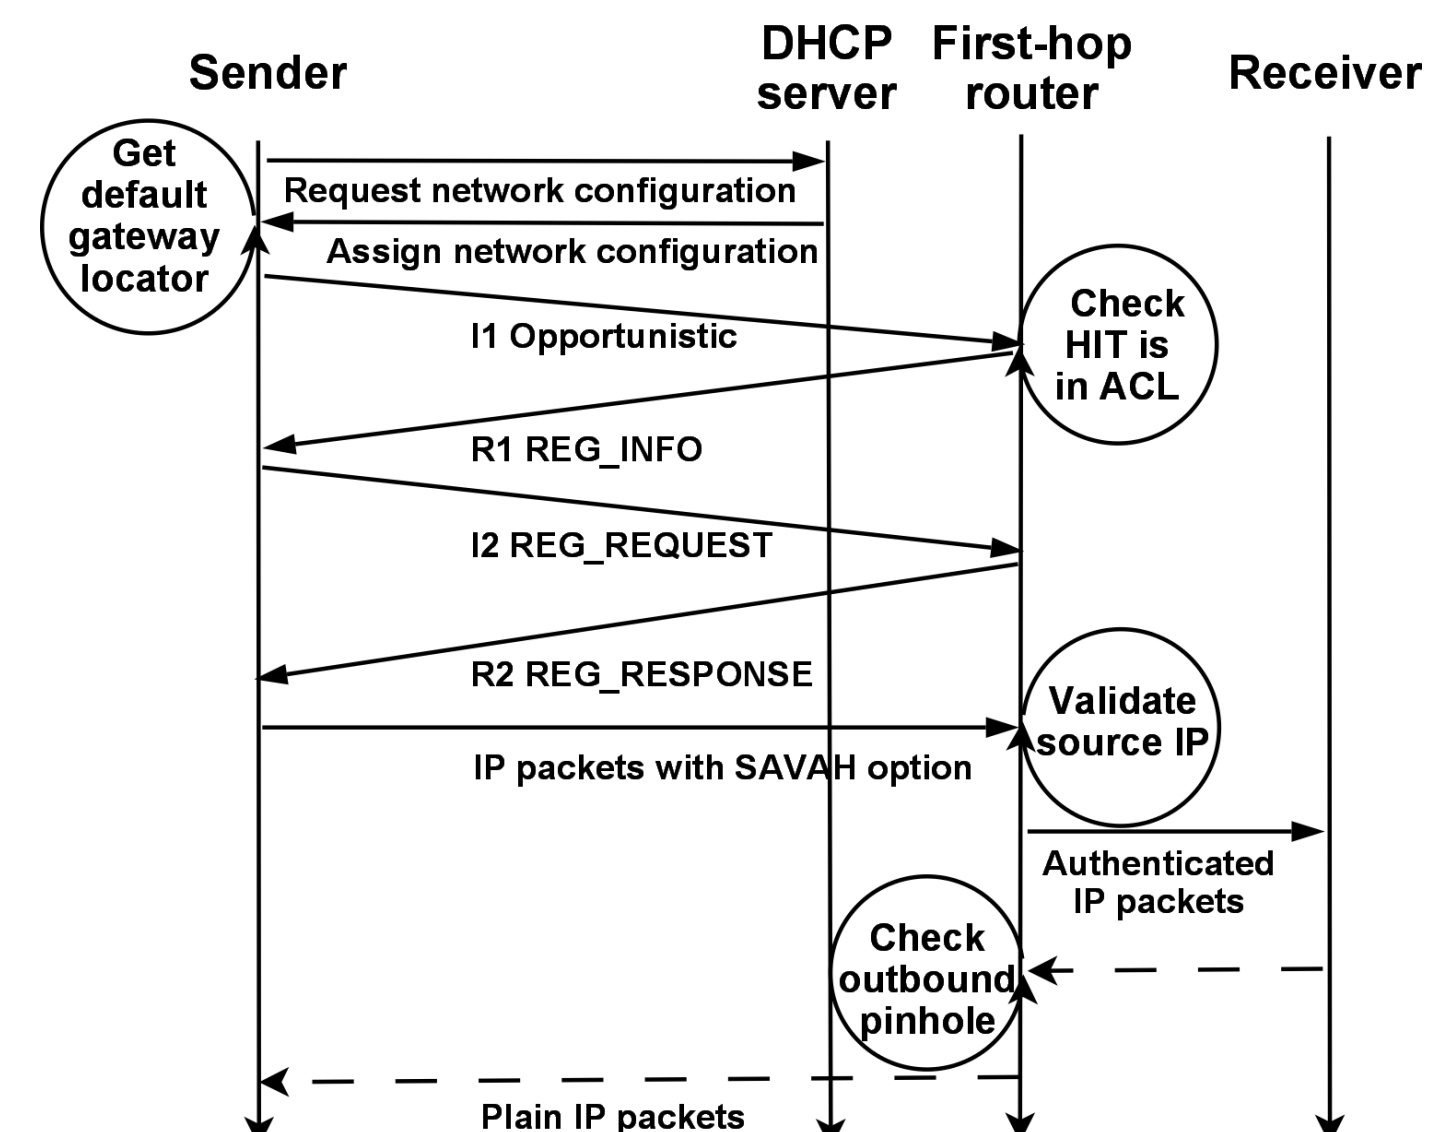 Sender
DHCP
server
First-hop
router
Receiver
Get
default
gateway
locator
Request network configuration
Assign network configuration
I1 Opportunistic
Check
HIT is
in ACL
R1 REG_INFO
I2 REG_REQUEST
R2 REG_RESPONSE
Validate
source IP
IP packets with SAVAH option
Authenticated
IP packets
Check
outbound
pinhole
Plain IP packets